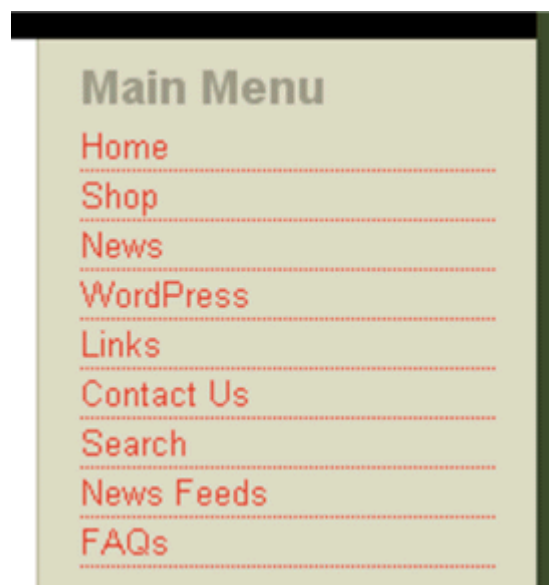 Main Menu
Home
Shop
News
WordPress
Links
Contact Us
Search
News Feeds
FAQs